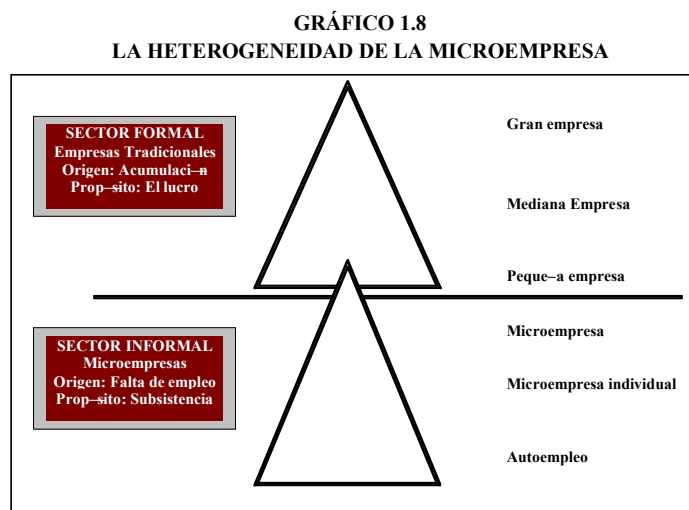 GRÁFICO 1.8
LA HETEROGENEIDAD DE LA MICROEMPRESA
SECTOR FORMAL
Empresas Tradicionales
Origen: Acumulaci–n
Prop–sito: El lucro
Gran empresa
Mediana Empresa
Peque–a empresa
SECTOR INFORMAL
Microempresas
Origen: Falta de empleo
Prop–sito: Subsistencia
Microempresa
Microempresa individual
Autoempleo